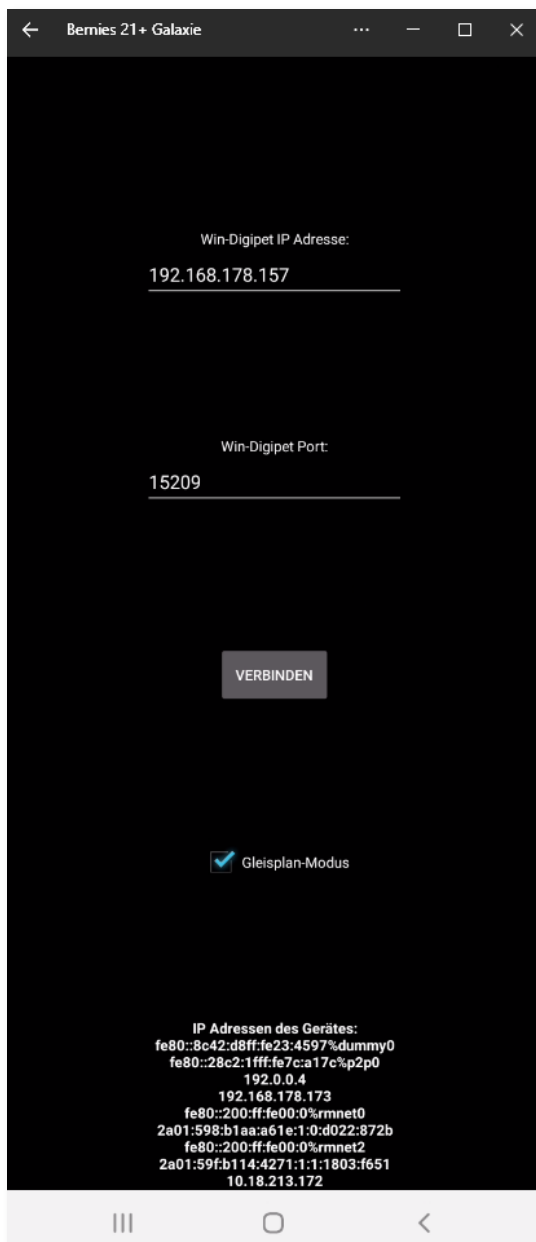 Bernies 21+ Galaxie
Win-Digipet IP Adresse:
192.168.178.157
Win-Digipet Port:
15209
VERBINDEN
Gleisplan-Modus
IP Adressen des Gerätes:
fe80::8c42:d8ff:fe23:4597%dummy0
fe80::28c2:1fff:fe7c:a17c%p2p0
192.0.0.4
192.168.178.173
fe80::200:ff:fe00:0%rmnet0
2a01:598:b1aa:a61e:1:0:d022:872b
fe80::200:ff:fe00:0%rmnet2
2a01:59f:b114:4271:1:1:1803:f651
10.18.213.172